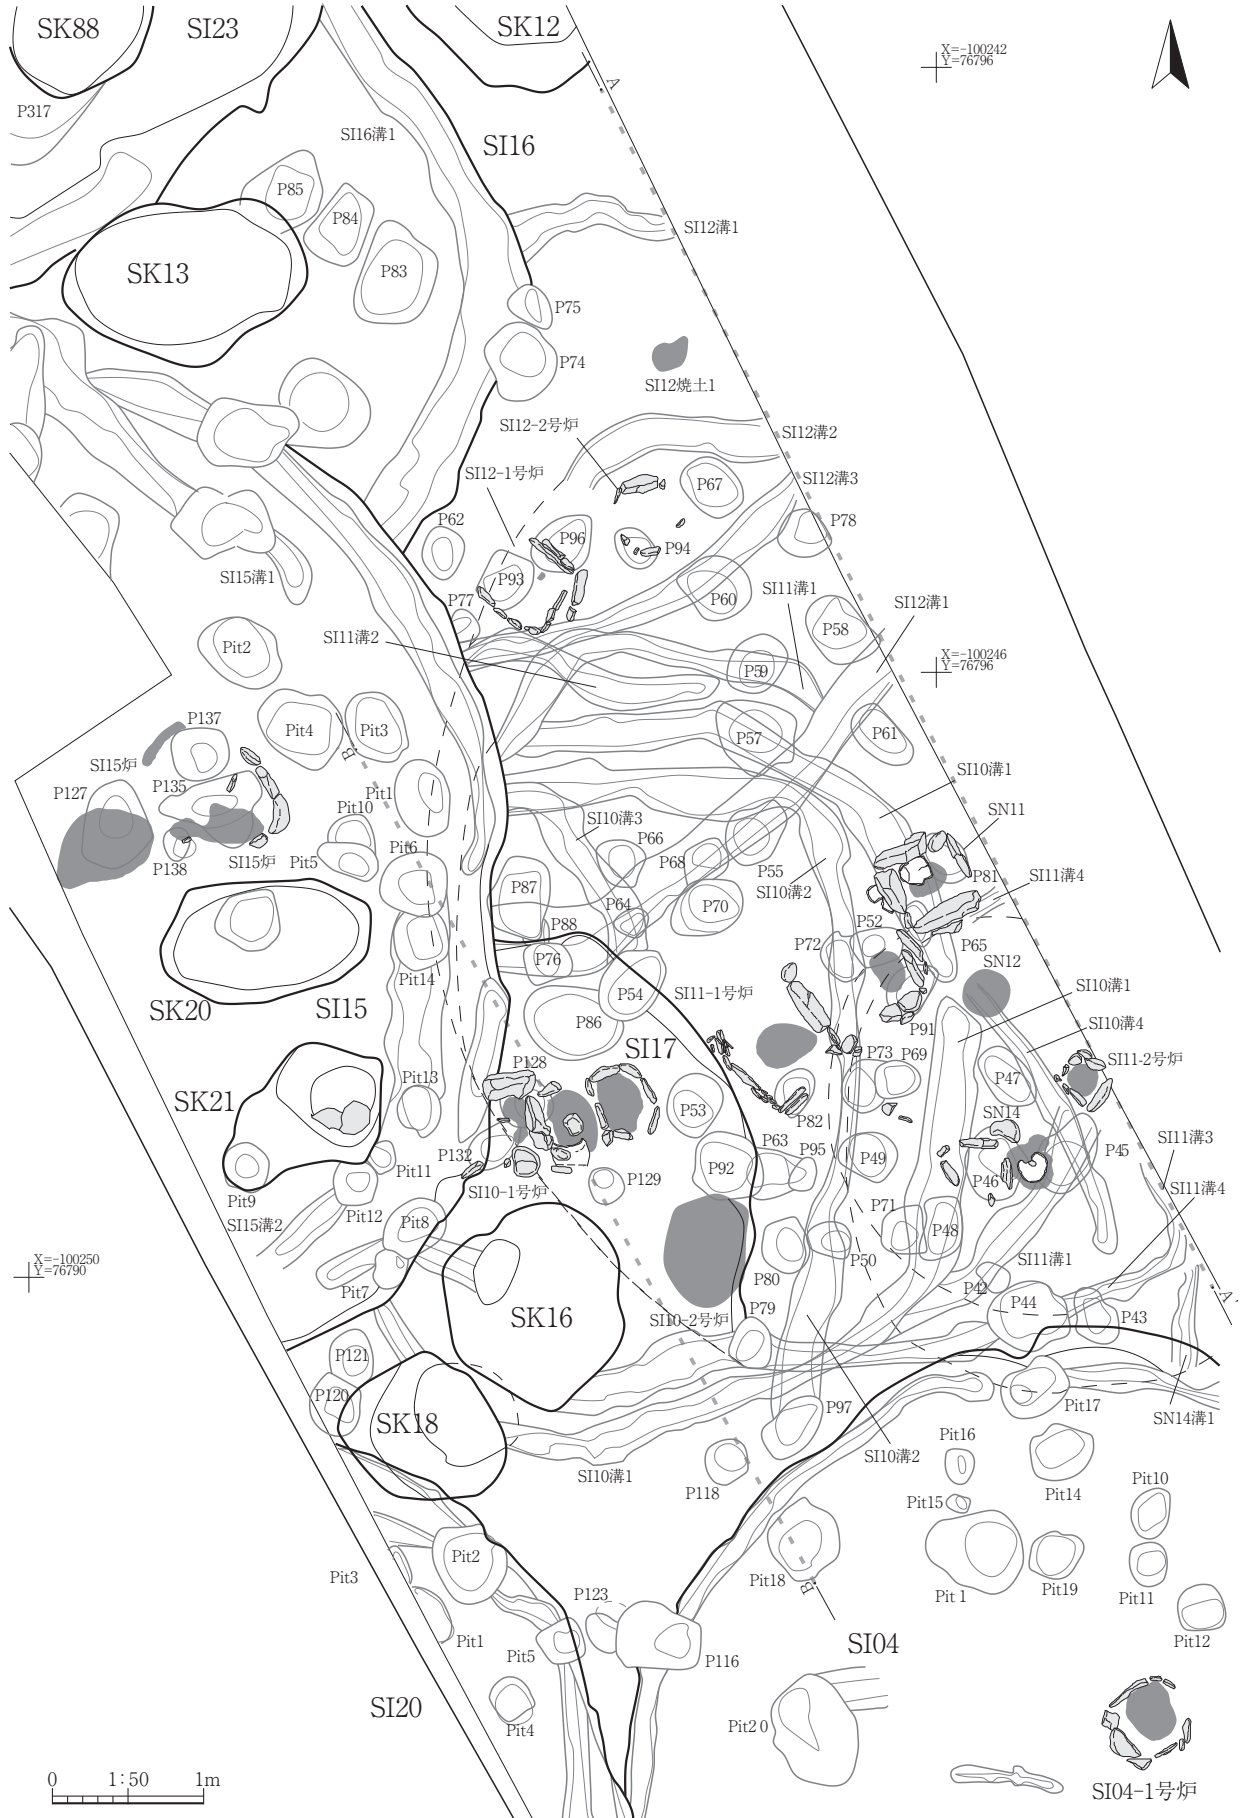 SK88
SI23
SK12
X=-100242
Y=76796
P317
A
SI16溝1
SI16
P85
P84
SI12溝1
SK13
P83
P75
P74
SI12焼土1
SI12-2号炉
SI12溝2
SI12-1号炉
SI12溝3
P67
P62
P78
P96
P94
SI15溝1
P93
SI11溝1
P60
SI12溝1
P77
P58
SI11溝2
Pit2
X=-100246
Y=76796
P59
P137
Pit4
Pit3
P57
P61
B
SI15炉
SI10溝1
P127
P135
Pit1
Pit10
SI10溝3
SN11
P66
Pit6
P138
SI15炉
Pit5
P68
P55
P81
SI11溝4
P87
SI10溝2
P64
P70
P88
P52
P72
P65
P76
SN12
Pit14
SK20
SI15
P54
SI11-1号炉
SI10溝1
P86
P91
SI10溝4
SI17
P128
P73
P69
SI11-2号炉
P47
Pit13
SK21
P53
P82
SN14
SI11溝3
P132
P63
P95
P49
P45
Pit11
P92
P46
Pit9
SI10-1号炉
P129
SI11溝4
Pit12
SI15溝2
Pit8
P71
P48
P50
X=-100250
Y=76790
P80
SI11溝1
Pit7
P42
SK16
SI10-2号炉
P79
P44
P43
A'
P121
P120
SK18
P97
Pit17
SN14溝1
Pit16
SI10溝2
SI10溝1
P118
Pit14
Pit10
Pit15
Pit2
Pit3
Pit18
Pit 1
Pit19
Pit11
B'
P123
Pit1
Pit5
Pit12
SI04
P116
SI20
Pit4
Pit20
0
1:50
1m
SI04-1号炉